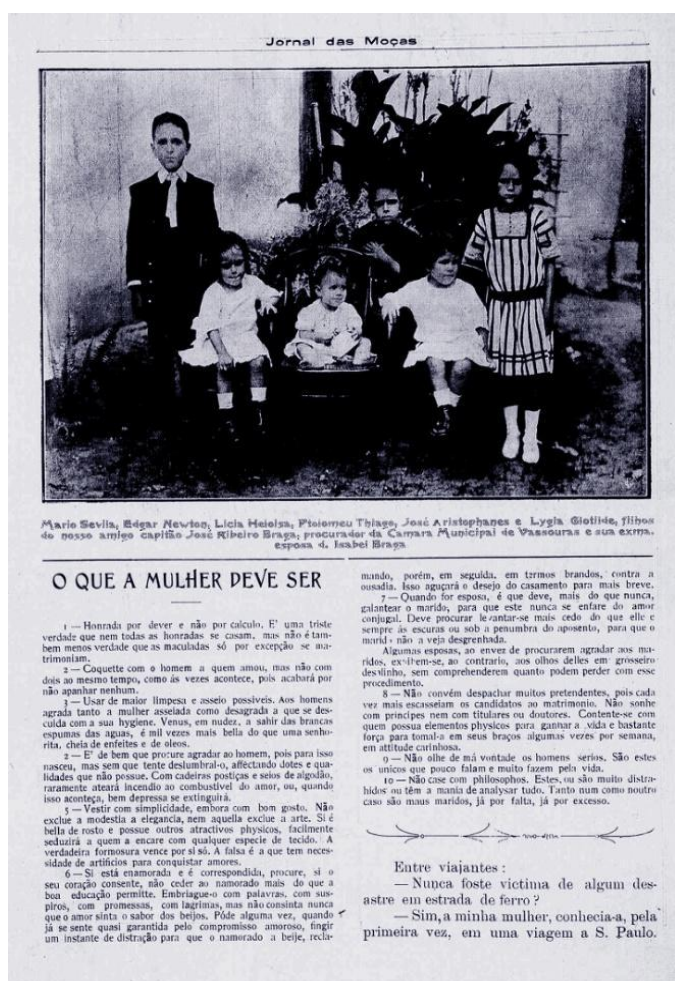 Jornal das Moças
Mario Sevila, Edgar Newton, Licia Heloisa, Ptolomeu Thiago, José Aristophanes e Lygia Clotilde, filhos
do nosso amigo capitão José Ribeiro Braga, procurador da Camara Municipal de Vassouras e sua exma.
esposa d. Isabel Braga
O QUE A MULHER DEVE SER
1 — Honrada por dever e não por calculo. E' uma triste
verdade que nem todas as honradas se casam, mas não é tam-
bem menos verdade que as maculadas só por excepção se ma-
trimoniam.
2 — Coquette com o homem a quem amou, mas não com
dois ao mesmo tempo, como ás vezes acontece, pois acabará por
não apanhar nenhum.
3 — Usar de maior limpesa e asseio possiveis. Aos homens
agrada tanto a mulher asseiada como desagrada a que se des-
cuida com a sua hygiene. Venus, em nudez, a sahir das brancas
espumas das aguas, é mil vezes mais bella do que uma senho-
rita, cheia de enfeites e de oleos.
2 — E' de bem que procure agradar ao homem, pois para isso
nasceu, mas sem que tente deslumbral-o, affectando dotes e qua-
lidades que não possue. Com cadeiras postiças e seios de algodão,
raramente ateará incendio ao combustivel do amor, ou, quando
isso aconteça, bem depressa se extinguirá.
5 — Vestir com simplicidade, embora com bom gosto. Não
exclue a modestia a elegancia, nem aquella exclue a arte. Si é
bella de rosto e possue outros atractivos physicos, facilmente
seduzirá a quem a encare com qualquer especie de tecido. A
verdadeira formosura vence por si só. A falsa é a que tem neces-
sidade de artificios para conquistar amores.
6 — Si está enamorada e é correspondida, procure, si o
seu coração consente, não ceder ao namorado mais do que a
boa educação permitte. Embriague-o com palavras, com sus-
piros, com promessas, com lagrimas, mas não consinta nunca
que o amor sinta o sabor dos beijos. Póde alguma vez, quando
já se sente quasi garantida pelo compromisso amoroso, fingir
um instante de distração para que o namorado a beije, recla-
mando, porém, em seguida, em termos brandos, contra a
ousadia. Isso aguçará o desejo do casamento para mais breve.
7 — Quando for esposa, é que deve, mais do que nunca,
galantear o marido, para que este nunca se enfare do amor
conjugal. Deve procurar levantar-se mais cedo do que elle e
sempre ás escuras ou sob a penumbra do aposento, para que o
marido não a veja desgrenhada.
Algumas esposas, ao envez de procurarem agradar aos ma-
ridos, exhibem-se, ao contrario, aos olhos delles em grosseiro
desalinho, sem comprehenderem quanto podem perder com esse
procedimento.
8 — Não convém despachar muitos pretendentes, pois cada
vez mais escasseiam os candidatos ao matrimonio. Não sonhe
com principes nem com titulares ou doutores. Contente-se com
quem possua elementos physicos para ganhar a vida e bastante
força para tomal-a em seus braços algumas vezes por semana,
em attitude carinhosa.
9 — Não olhe de má vontade os homens serios. São estes
os unicos que pouco falam e muito fazem pela vida.
10 — Não case com philosophos. Estes, ou são muito distra-
hidos ou têm a mania de analysar tudo. Tanto num como noutro
caso são maus maridos, já por falta, já por excesso.
Entre viajantes :
— Nunca foste victima de algum des-
astre em estrada de ferro ?
— Sim, a minha mulher, conhecia-a, pela
primeira vez, em uma viagem a S. Paulo.